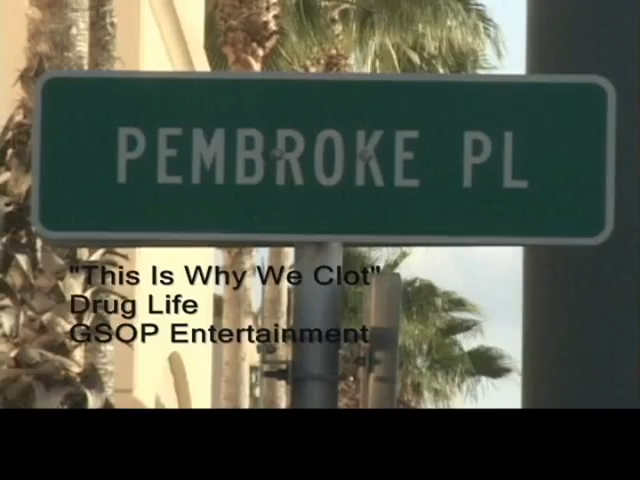 PEMBROKE PL
"This Is Why We Clot"
Drug Life
GSOP Entertainment